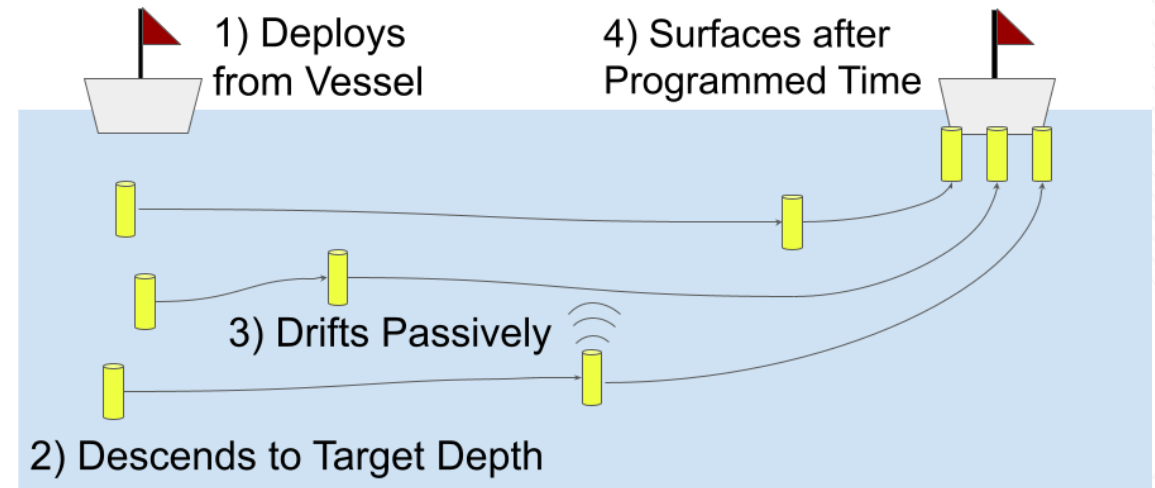 1) Deploys
from Vessel
2) Descends to Target Depth
3) Drifts Passively
4) Surfaces after
Programmed Time